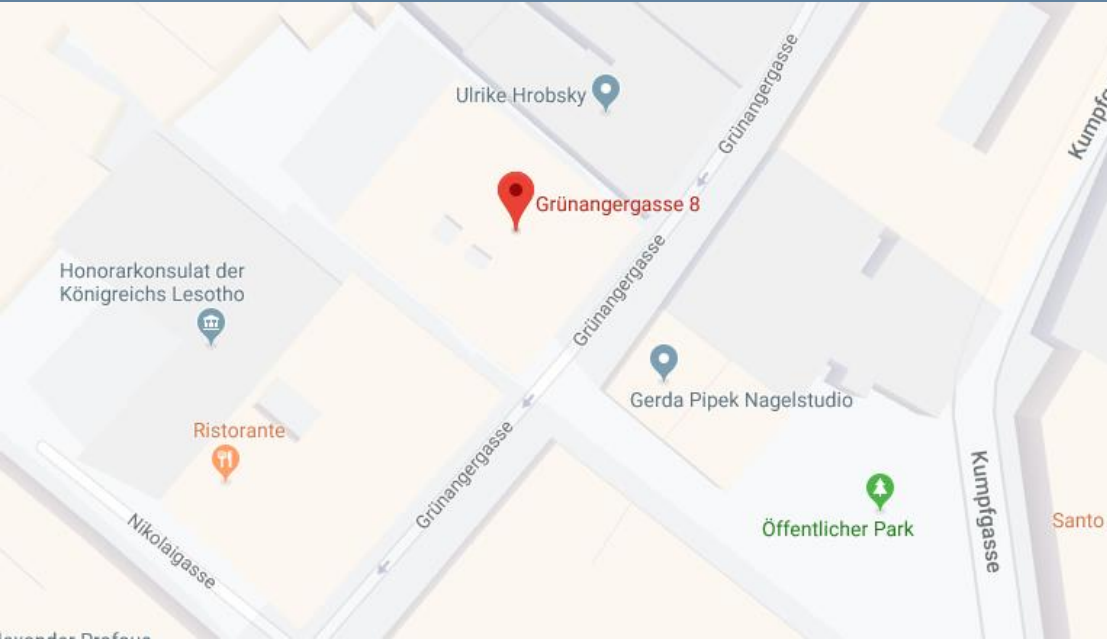 Grünangergasse
Ulrike Hrobsky
Kumpfg
Grünangergasse 8
Grünangergasse
Honorarkonsulat der
Königreichs Lesotho
Gerda Pipek Nagelstudio
Ristorante
Grünangergasse
Kumpfgasse
Öffentlicher Park
Santo
Nikolaigasse